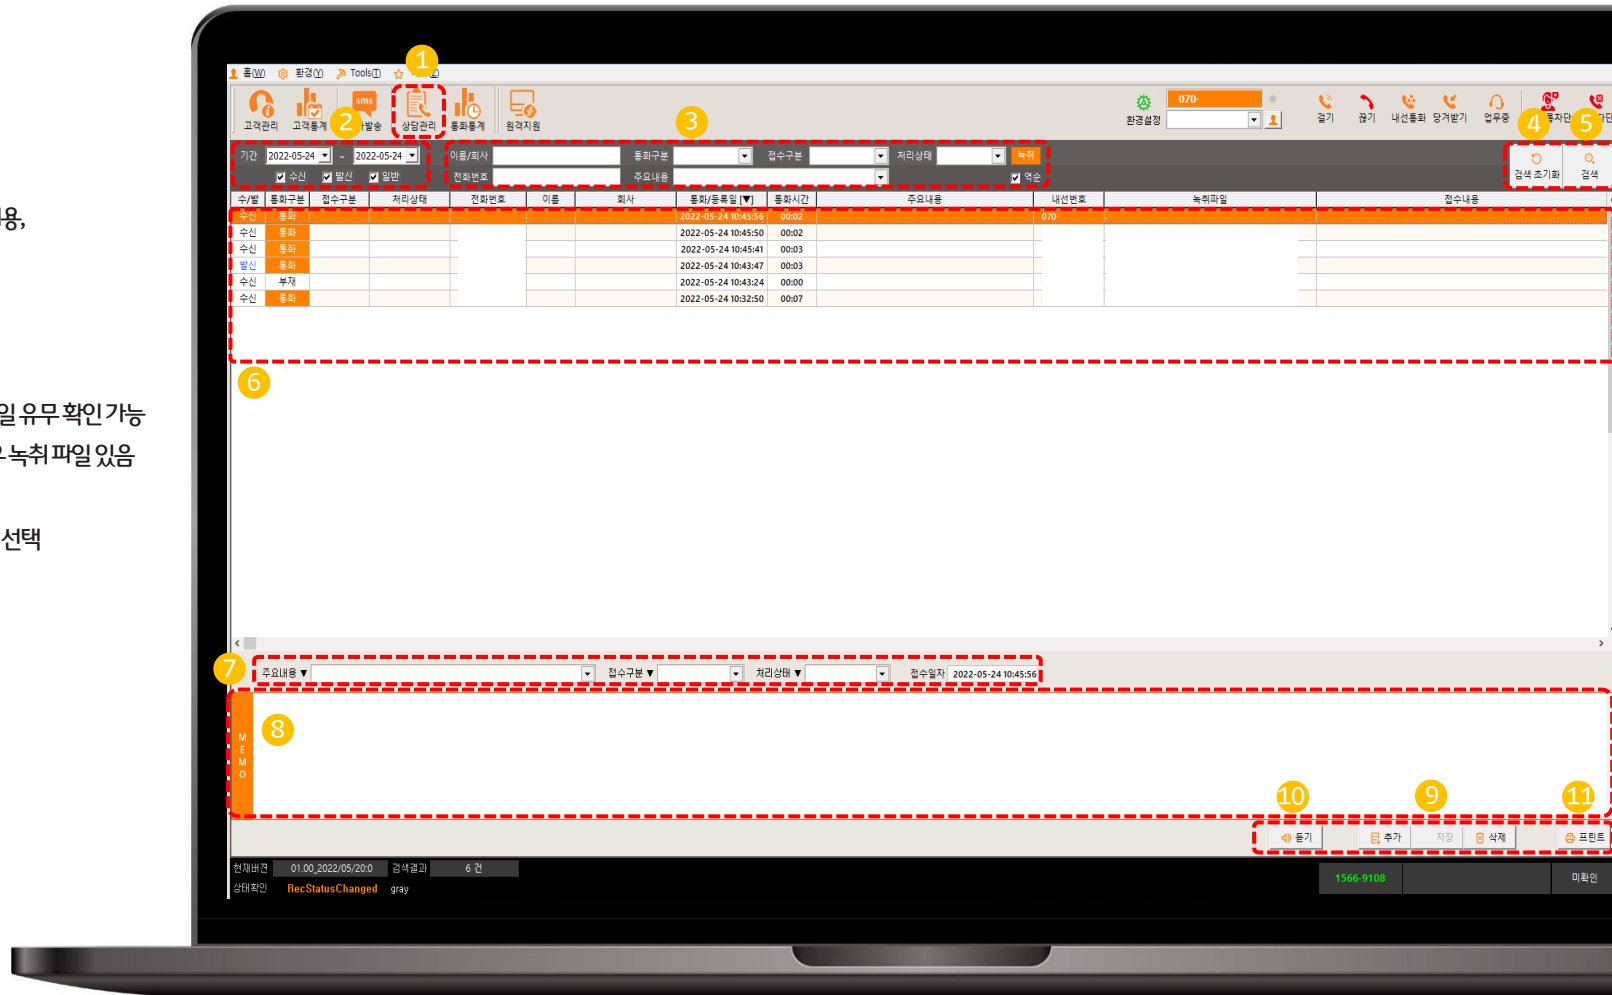 1
홈(W) 환경(Y) Tools(T)
070-
고객관리 고객통계 sms 발송 상담관리 통화통계 원격지원
환경설정
걸기 끊기 내선통화 당겨받기 업무중
2 3 4 5
기간 2022-05-24 ~ 2022-05-24 이름/회사 통화구분 접수구분 처리상태 녹취
수신 발신 일반 전화번호 주요내용 역순
검색 초기화 검색
수/발 통화구분 접수구분 처리상태 전화번호 이름 회사 통화/등록일 [▼] 통화시간 주요내용 내선번호 녹취파일 접수내용
수신 통화 2022-05-24 10:45:56 00:02 070-
수신 통화 2022-05-24 10:45:50 00:02
수신 통화 2022-05-24 10:45:41 00:03
발신 통화 2022-05-24 10:43:47 00:03
수신 부재 2022-05-24 10:43:24 00:00
수신 통화 2022-05-24 10:32:50 00:07
6
용,
일 유무 확인 가능
녹취 파일 있음
선택
7
주요내용 ▼ 접수구분 ▼ 처리상태 ▼ 접수일자 2022-05-24 10:45:56
8
MEMO
10 9 11
듣기 추가 저장 삭제 프린트
현재버전 01.00_2022/05/20:0 검색결과 6 건
상태확인 RecStatusChanged gray
1566-9108 미확인